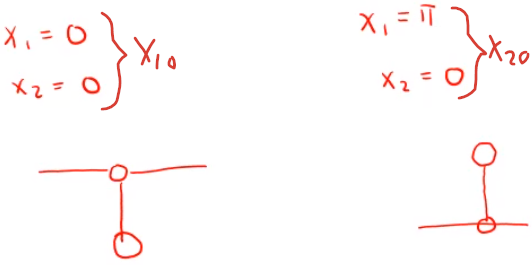 x₁ = 0
x₂ = 0
} X₁₀
x₁ = π
x₂ = 0
} X₂₀